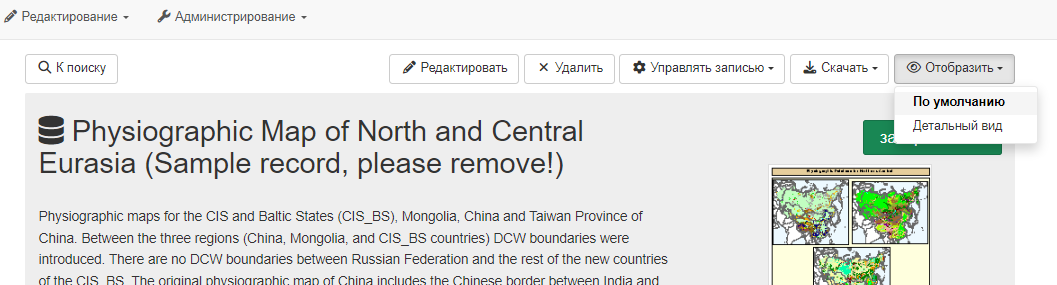 Редактирование
Администрирование
К поиску
Редактировать
Удалить
Управлять записью
Скачать
Отобразить
По умолчанию
Детальный вид
Physiographic Map of North and Central
Eurasia (Sample record, please remove!)
Physiographic maps for the CIS and Baltic States (CIS_BS), Mongolia, China and Taiwan Province of
China. Between the three regions (China, Mongolia, and CIS_BS countries) DCW boundaries were
introduced. There are no DCW boundaries between Russian Federation and the rest of the new countries
of the CIS_BS. The original physiographic map of China includes the Chinese border between India and